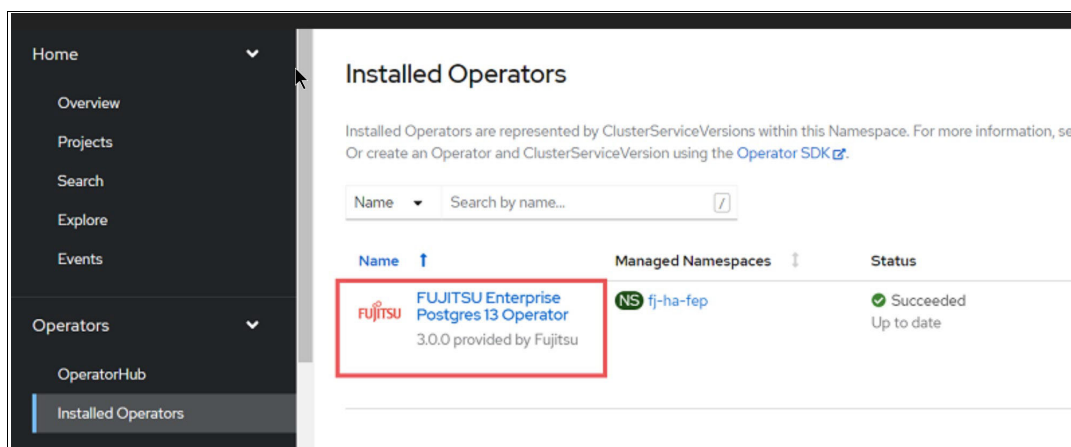 Home
Overview
Projects
Search
Explore
Events
Operators
OperatorHub
Installed Operators
Installed Operators
Installed Operators are represented by ClusterServiceVersions within this Namespace. For more information, se
Or create an Operator and ClusterServiceVersion using the Operator SDK.
Name Search by name... /
Name Managed Namespaces Status
FUJITSU FUJITSU Enterprise NS fj-ha-fep Succeeded
Postgres 13 Operator Up to date
3.0.0 provided by Fujitsu